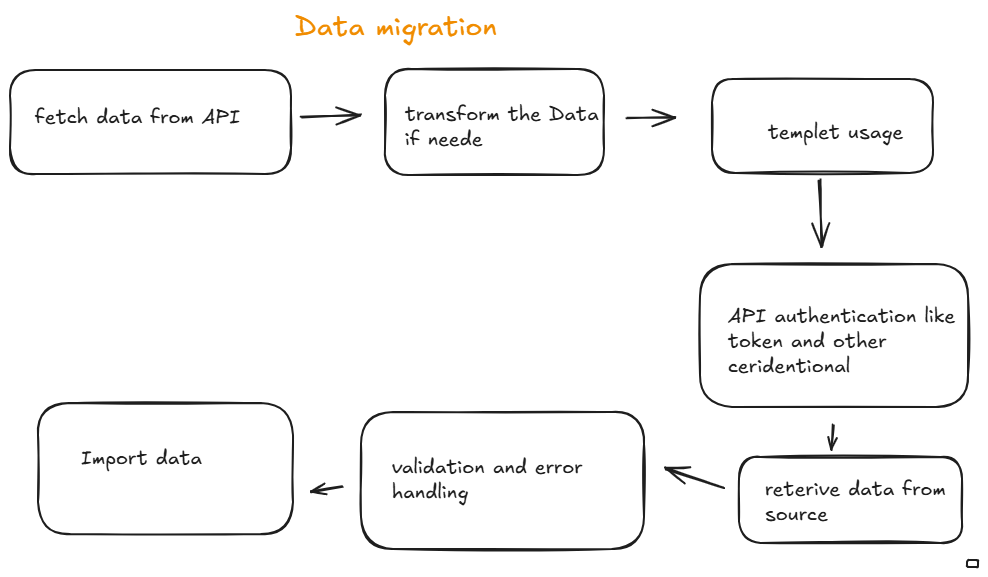 Data migration
fetch data from API
transform the Data
if neede
templet usage
API authentication like
token and other
ceridentional
reterive data from
source
validation and error
handling
Import data